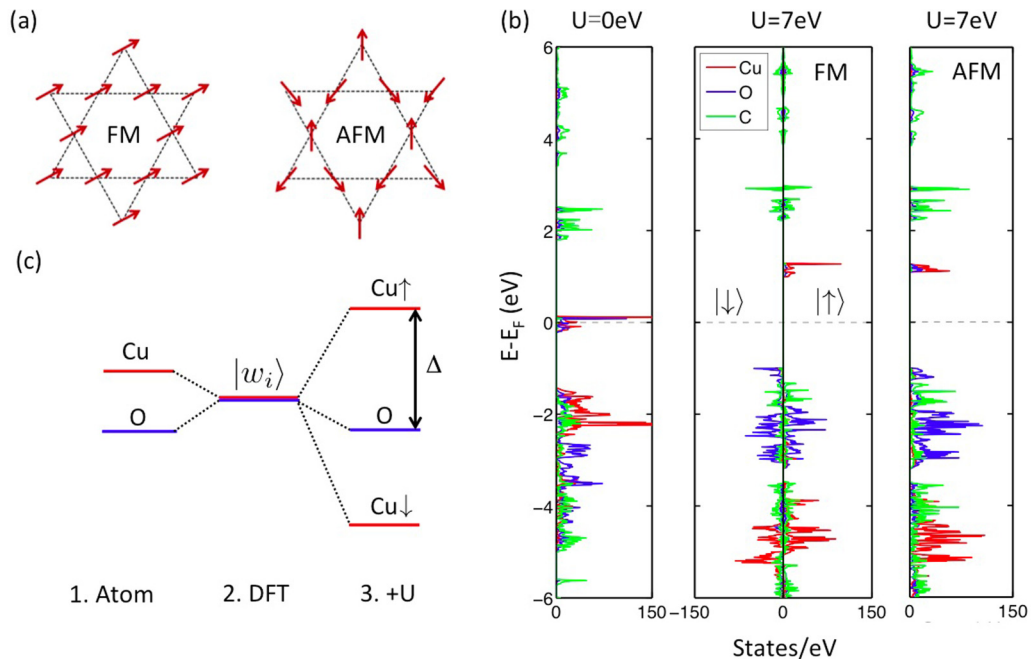 (a)
FM
AFM
(b)
U=0eV
U=7eV
U=7eV
Cu
O
C
FM
AFM
6
4
2
0
-2
-4
-6
E-E_F (eV)
|↓⟩
|↑⟩
0
150
-150
0
150
0
150
States/eV
(c)
Cu
O
|w_i⟩
Cu↑
Δ
O
Cu↓
1. Atom
2. DFT
3. +U